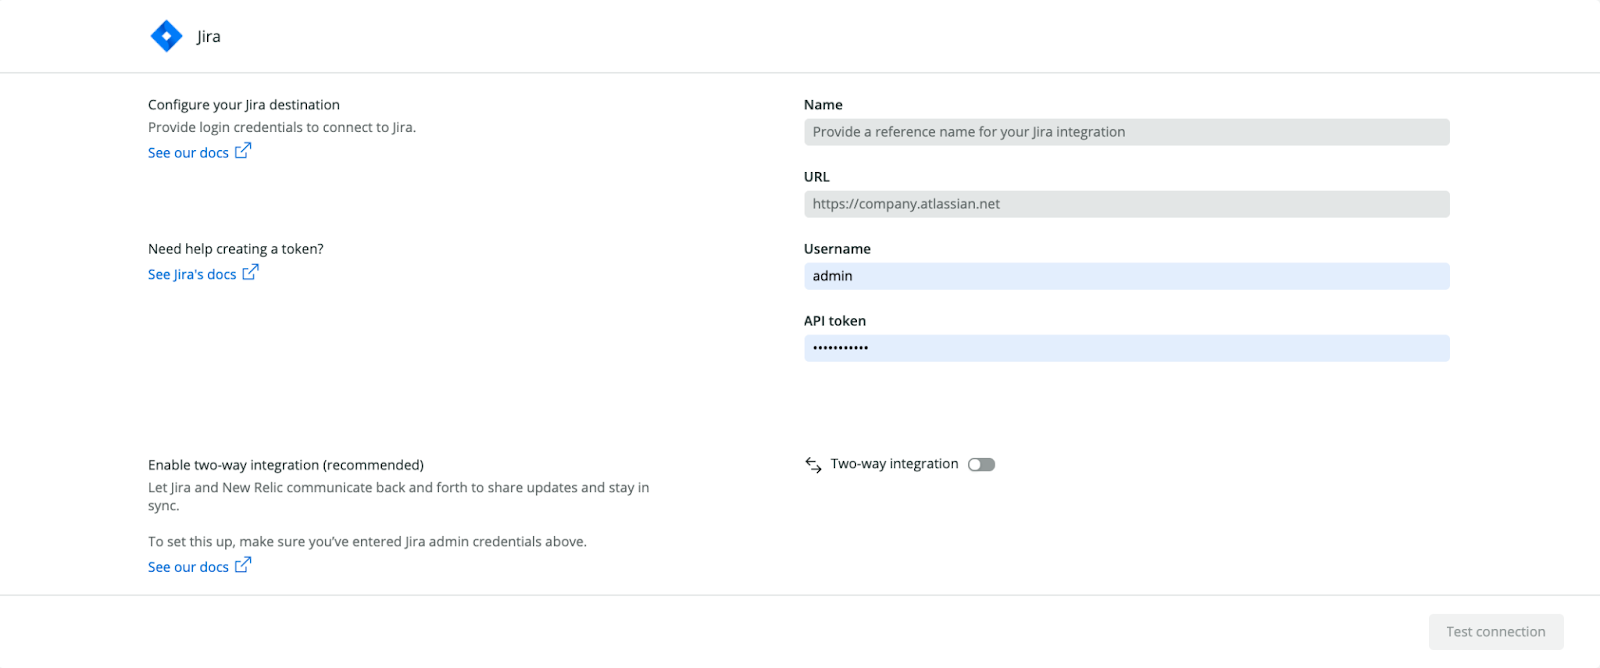 Jira
Configure your Jira destination
Provide login credentials to connect to Jira.
See our docs
Name
Provide a reference name for your Jira integration
URL
https://company.atlassian.net
Need help creating a token?
See Jira's docs
Username
admin
API token
•••••••••••
Enable two-way integration (recommended)
Let Jira and New Relic communicate back and forth to share updates and stay in
sync.
To set this up, make sure you’ve entered Jira admin credentials above.
See our docs
Two-way integration
Test connection